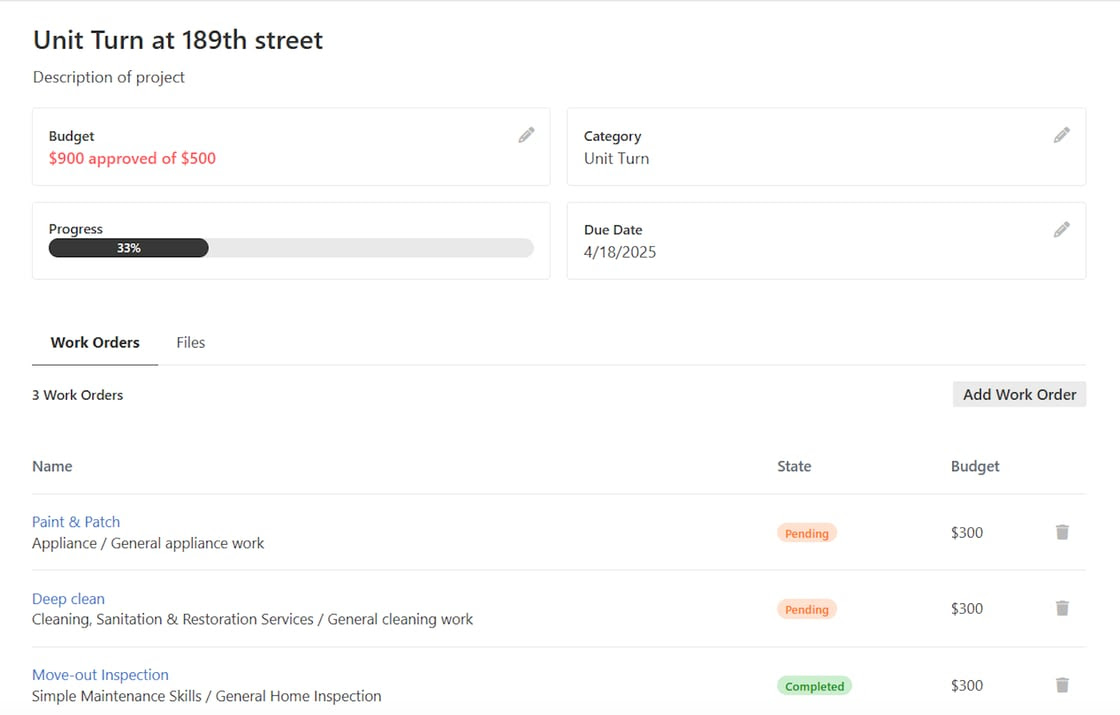 Unit Turn at 189th street
Description of project
Budget
$900 approved of $500
Category
Unit Turn
Progress
33%
Due Date
4/18/2025
Work Orders Files
3 Work Orders Add Work Order
Name State Budget
Paint & Patch
Appliance / General appliance work
Pending $300
Deep clean
Cleaning, Sanitation & Restoration Services / General cleaning work
Pending $300
Move-out Inspection
Simple Maintenance Skills / General Home Inspection
Completed $300